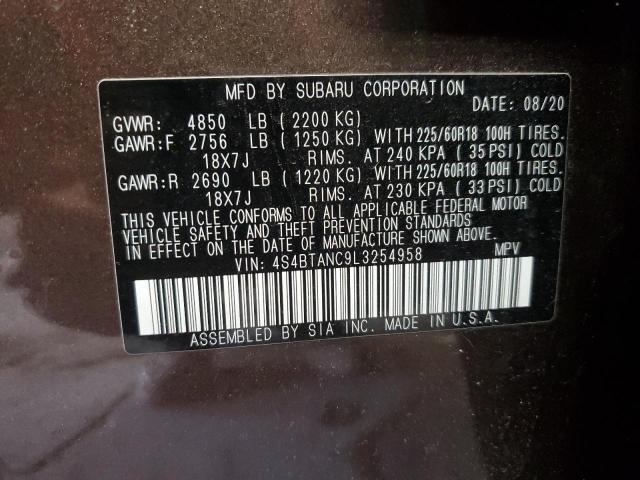 MFD BY SUBARU CORPORATION
DATE: 08/20
GVWR: 4850 LB (2200 KG)
GAWR:F 2756 LB (1250 KG) WITH 225/60R18 100H TIRES.
18X7J RIMS. AT 240 KPA (35 PSI) COLD
GAWR:R 2690 LB (1220 KG) WITH 225/60R18 100H TIRES.
18X7J RIMS. AT 230 KPA (33 PSI) COLD
THIS VEHICLE CONFORMS TO ALL APPLICABLE FEDERAL MOTOR
VEHICLE SAFETY AND THEFT PREVENTION STANDARDS
IN EFFECT ON THE DATE OF MANUFACTURE SHOWN ABOVE.
VIN: 4S4BTANC9L3254958 MPV
ASSEMBLED BY SIA INC. MADE IN U.S.A.